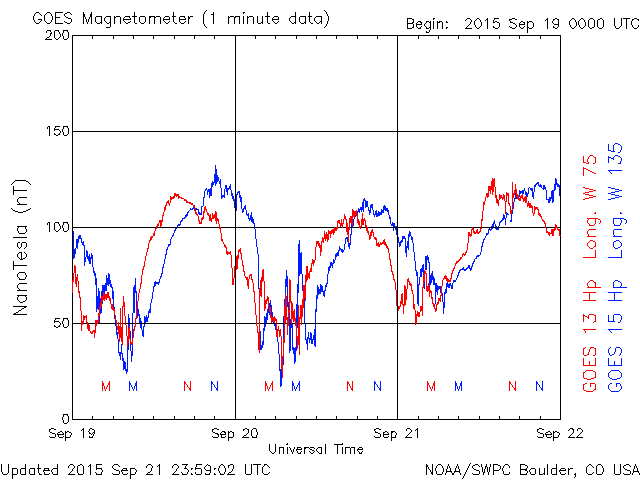 GOES Magnetometer (1 minute data)
Begin: 2015 Sep 19 0000 UTC
200
150
100
50
0
NanoTesla (nT)
M M N N M M N N M M N N
Sep 19 Sep 20 Sep 21 Sep 22
Universal Time
GOES 13 Hp Long. W 75
GOES 15 Hp Long. W 135
Updated 2015 Sep 21 23:59:02 UTC
NOAA/SWPC Boulder, CO USA